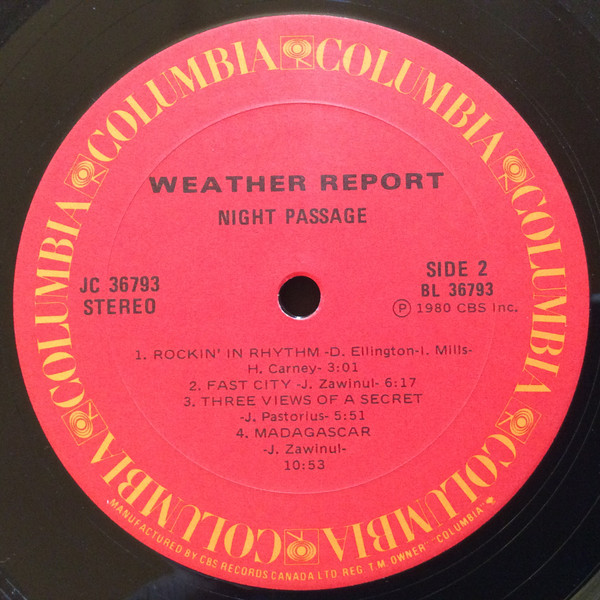 COLUMBIA COLUMBIA COLUMBIA COLUMBIA COLUMBIA COLUMBIA COLUMBIA COLUMBIA
WEATHER REPORT
NIGHT PASSAGE
JC 36793
STEREO
SIDE 2
BL 36793
Ⓟ 1980 CBS Inc.
1. ROCKIN' IN RHYTHM -D. Ellington-I. Mills-
H. Carney- 3:01
2. FAST CITY -J. Zawinul- 6:17
3. THREE VIEWS OF A SECRET
-J. Pastorius- 5:51
4. MADAGASCAR
-J. Zawinul-
10:53
MANUFACTURED BY CBS RECORDS CANADA LTD. REG. T.M. OWNER-"COLUMBIA"